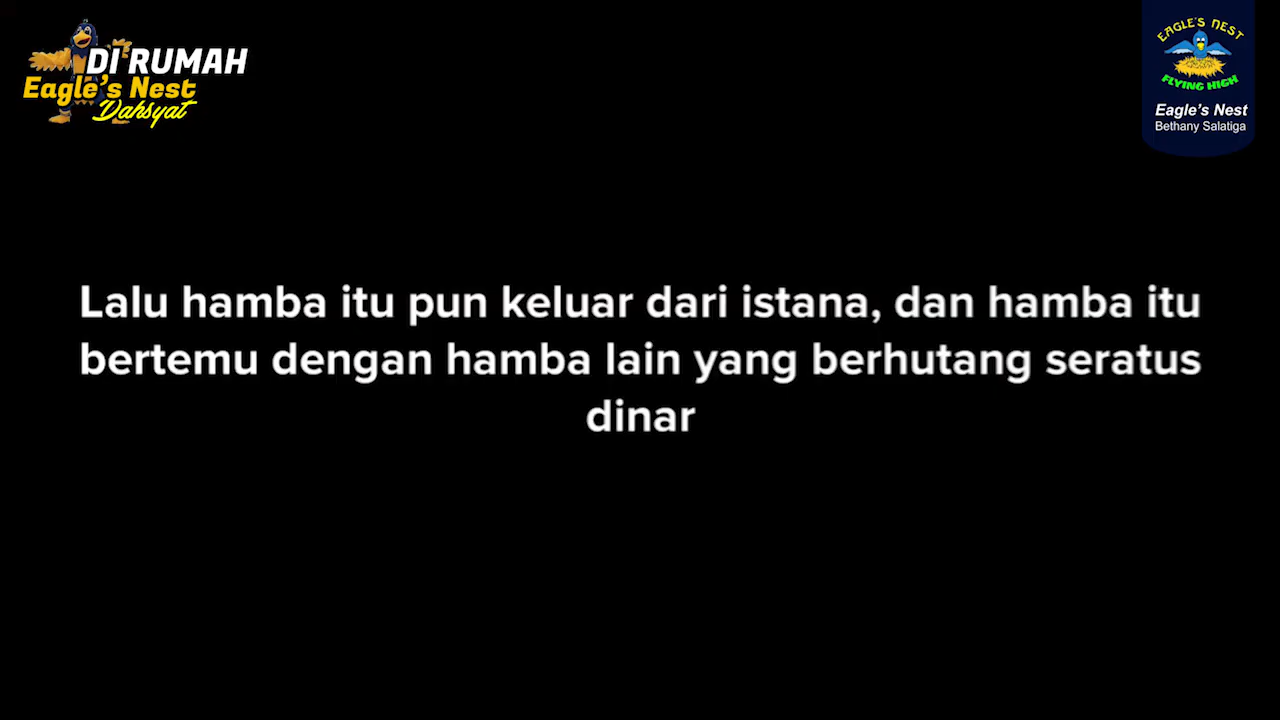 DI RUMAH
Eagle's Nest
Dahsyat
EAGLE'S NEST
FLYING HIGH
Eagle's Nest
Bethany Salatiga
Lalu hamba itu pun keluar dari istana, dan hamba itu
bertemu dengan hamba lain yang berhutang seratus
dinar